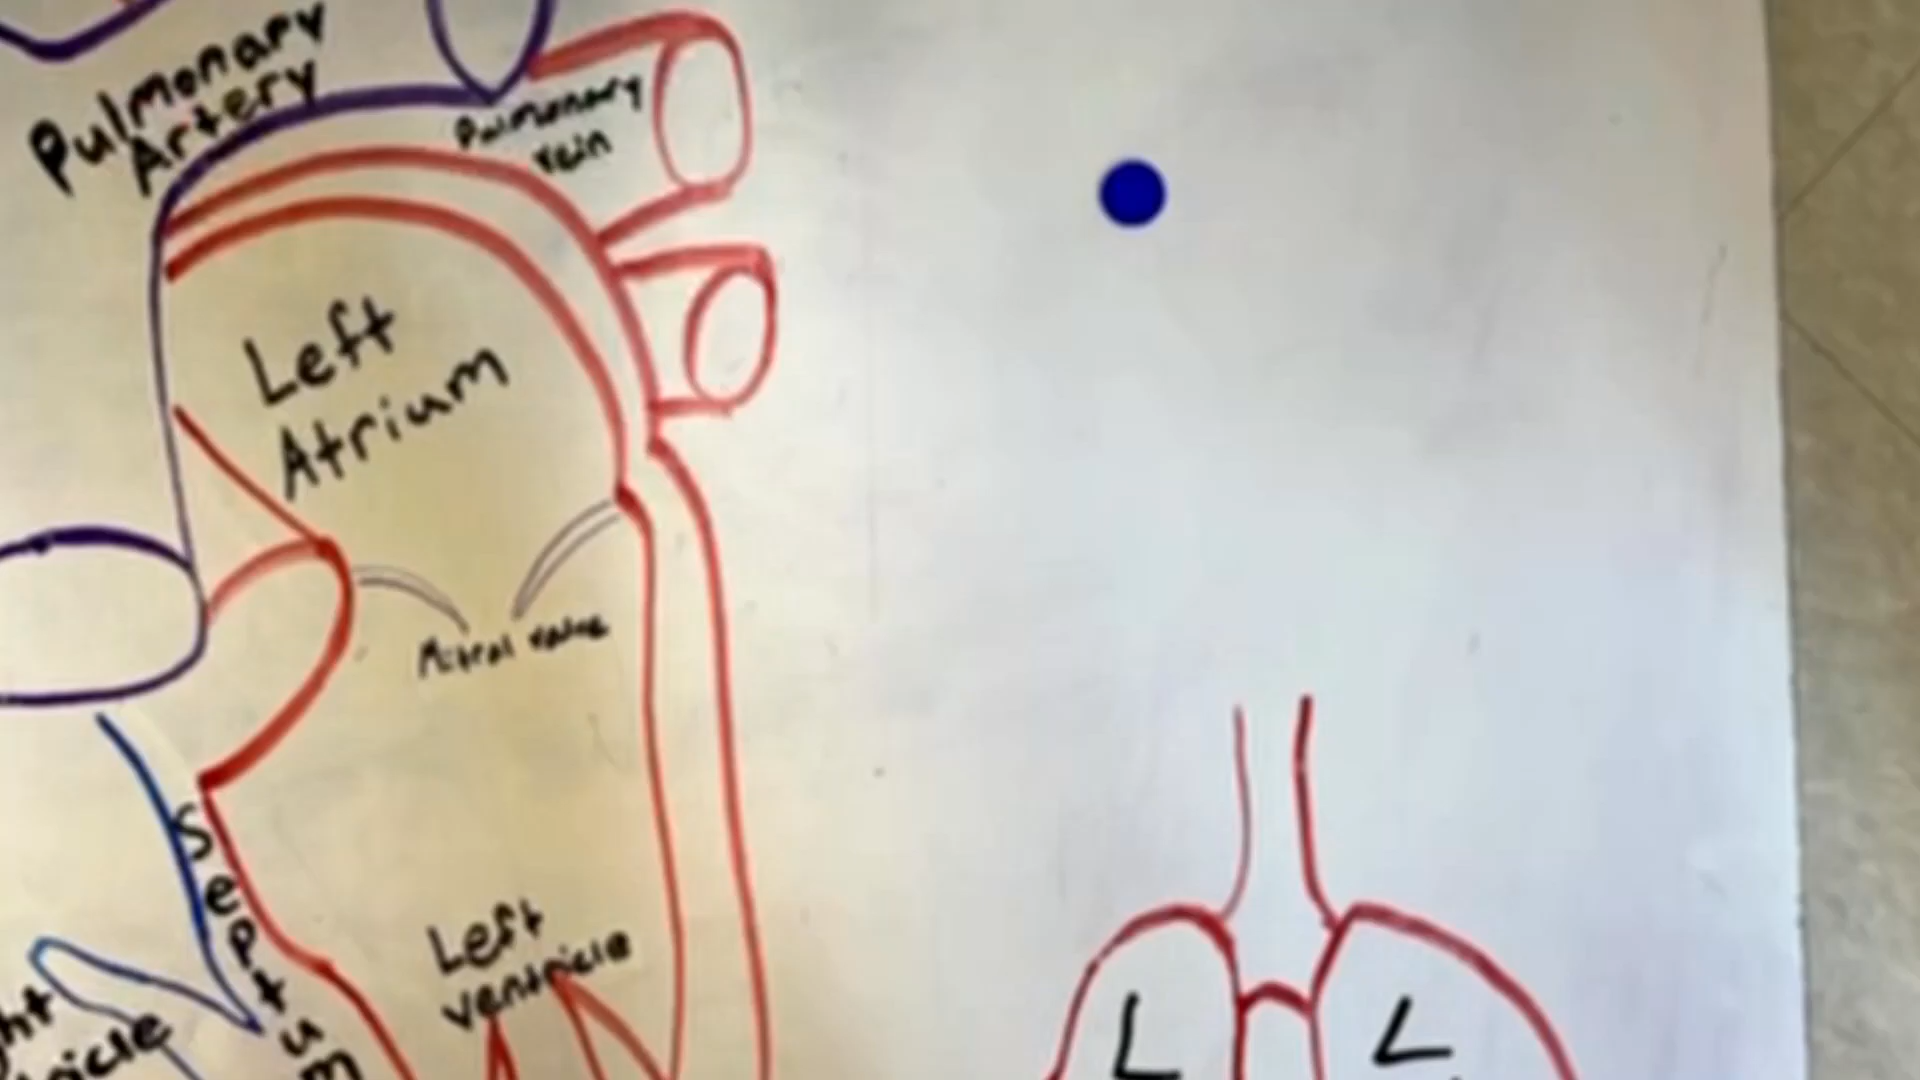 Pulmonary
Artery
Pulmonary
vein
Left
Atrium
Mitral valve
Septum
Left
ventricle
L
L